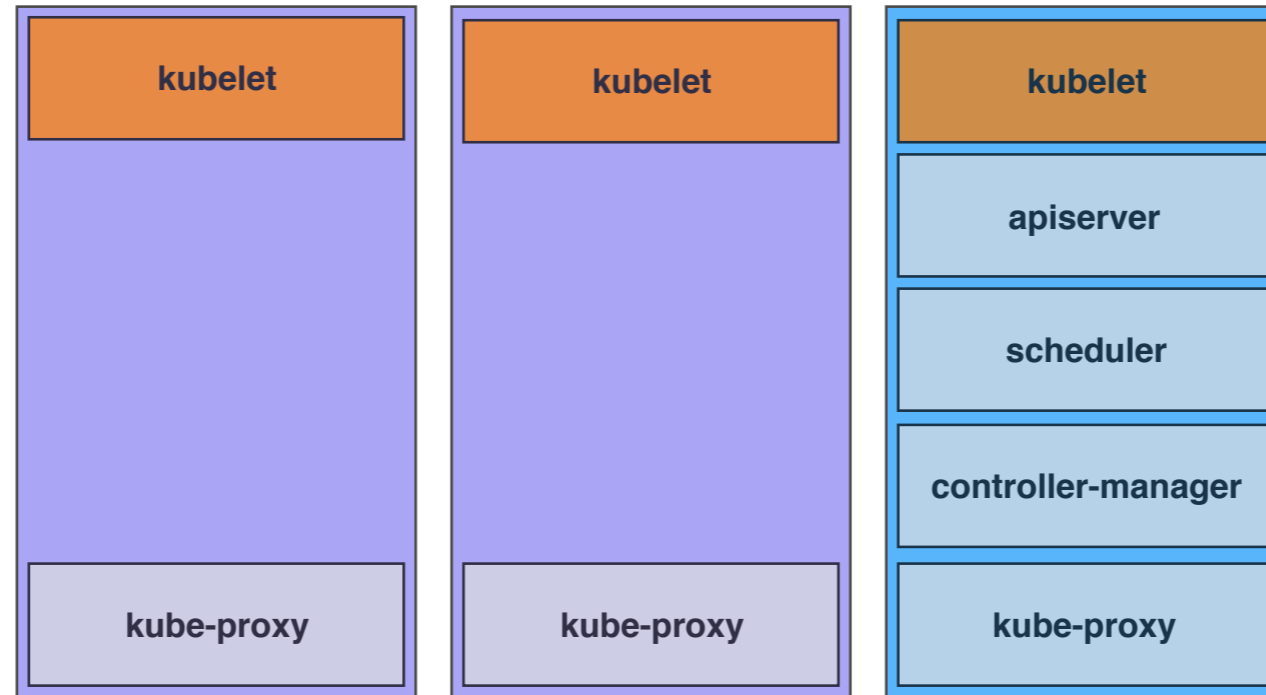 kubelet
kube-proxy
kubelet
kube-proxy
kubelet
apiserver
scheduler
controller-manager
kube-proxy